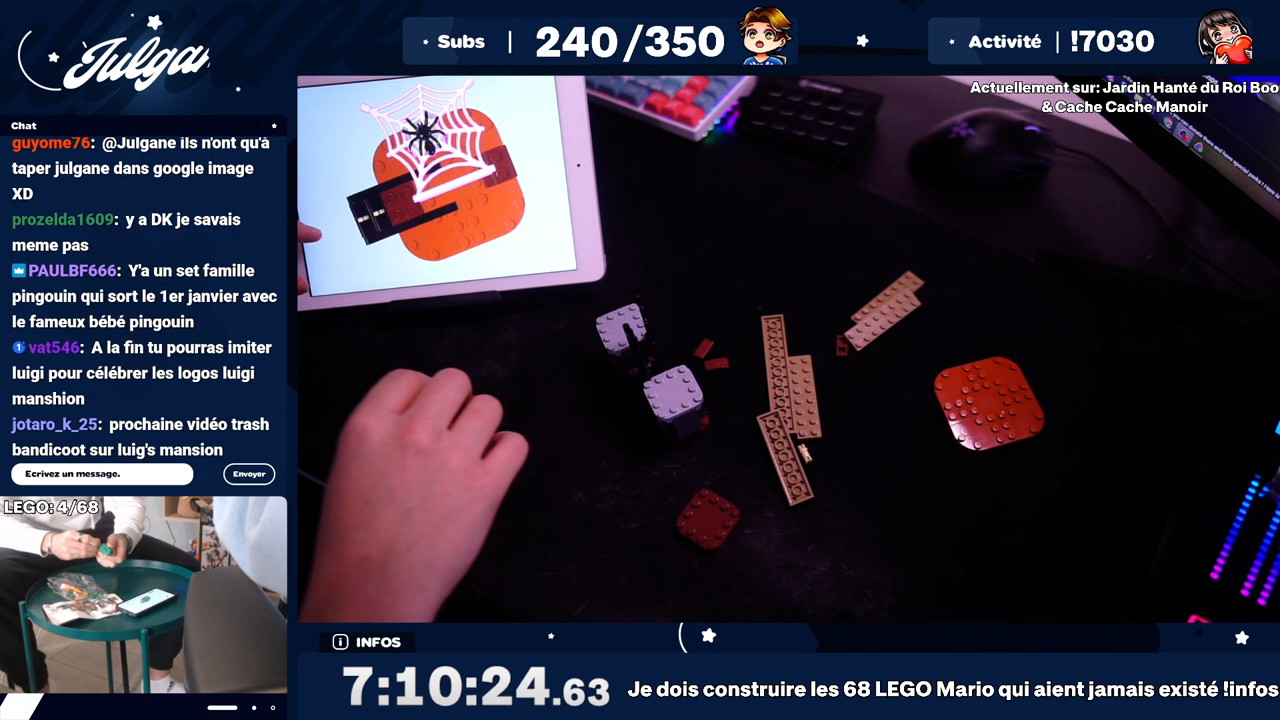 Julgane
Subs | 240/350
Activité | !7030
Actuellement sur: Jardin Hanté du Roi Boo
& Cache Cache Manoir
Chat
guyome76: @Julgane ils n'ont qu'à
taper julgane dans google image
XD
prozelda1609: y a DK je savais
meme pas
PAULBF666: Y'a un set famille
pingouin qui sort le 1er janvier avec
le fameux bébé pingouin
vat546: A la fin tu pourras imiter
luigi pour célébrer les logos luigi
manshion
jotaro_k_25: prochaine vidéo trash
bandicoot sur luig's mansion
Ecrivez un message.
Envoyer
LEGO: 4/68
INFOS
7:10:24.63
Je dois construire les 68 LEGO Mario qui aient jamais existé !infos